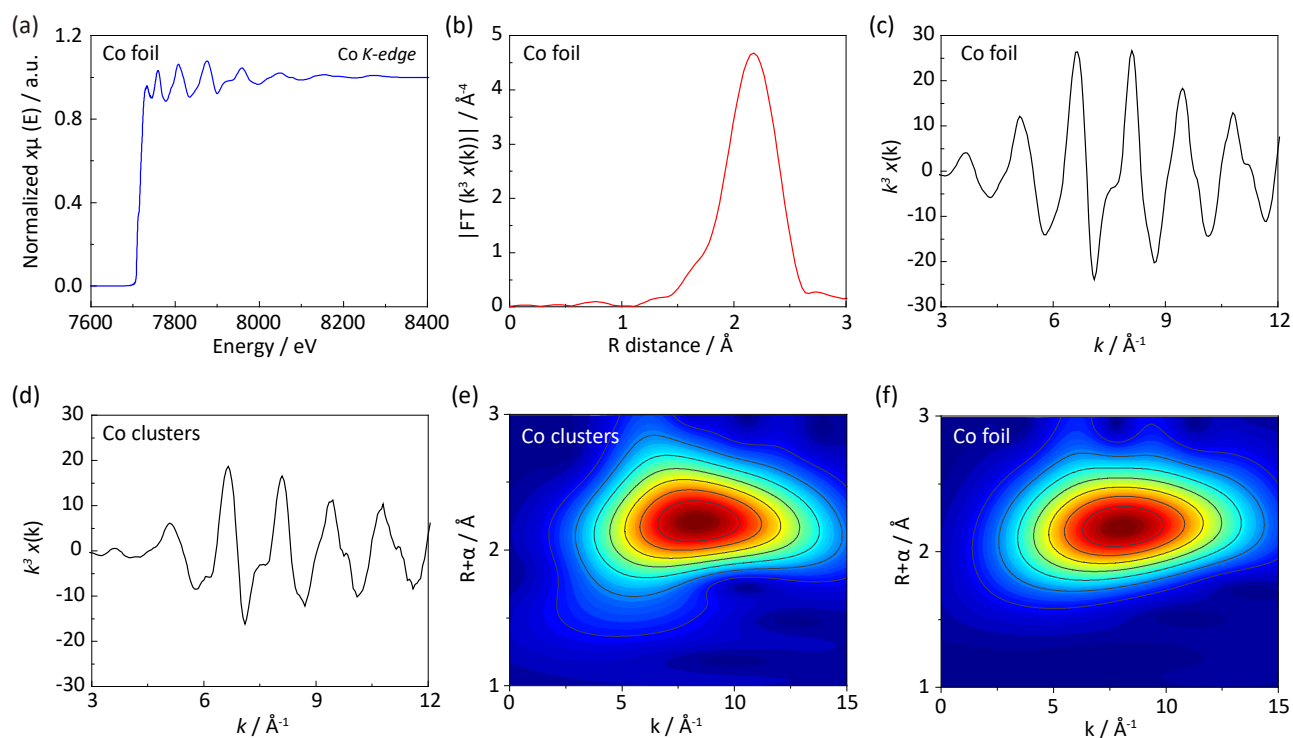 (a)
Co foil
Co K-edge
Normalized xμ (E) / a.u.
1.2
0.8
0.4
0.0
7600
7800
8000
8200
8400
Energy / eV
(b)
Co foil
|FT (k³ x(k))| / Å⁻⁴
5
4
3
2
1
0
0
1
2
3
R distance / Å
(c)
Co foil
k³ x(k)
30
20
10
0
-10
-20
30
3
6
9
12
k / Å⁻¹
(d)
Co clusters
k³ x(k)
30
20
10
0
-10
-20
-30
3
6
9
12
k / Å⁻¹
(e)
Co clusters
R+α / Å
3
2
1
0
5
10
15
k / Å⁻¹
(f)
Co foil
R+α / Å
3
2
1
0
5
10
15
k / Å⁻¹